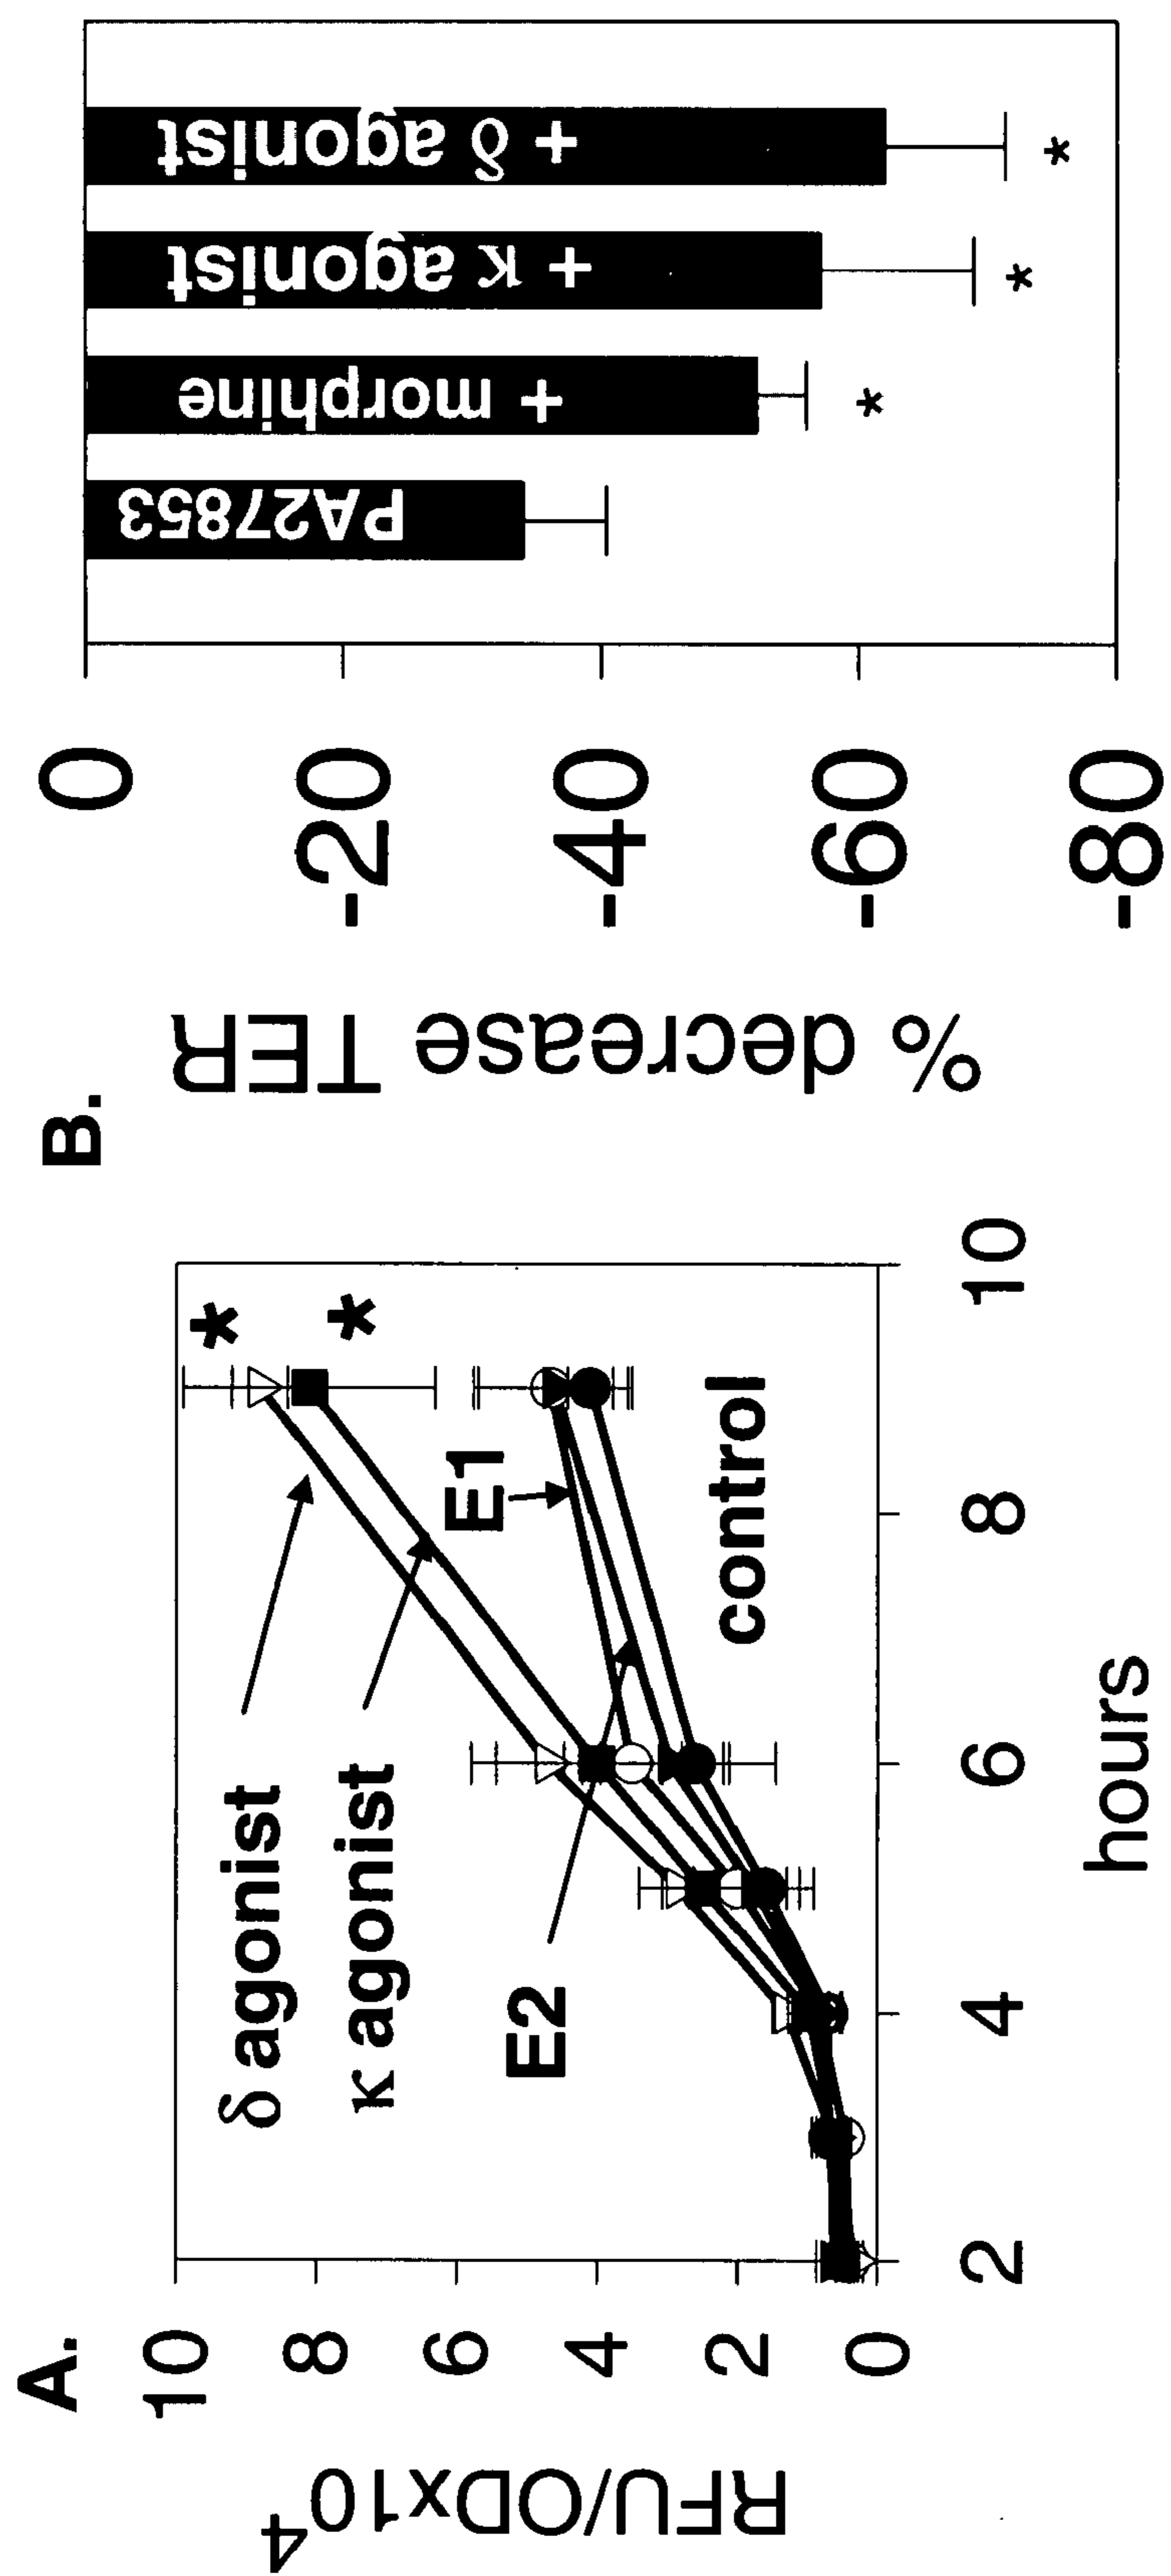 A.
RFU/ODx10⁴
10
8
6
4
2
0
2
4
6
8
10
hours
δ agonist
κ agonist
E2
E1
control
*
*
B.
% decrease TER
0
-20
-40
-60
-80
PA27853
+ morphine
+ κ agonist
+ δ agonist
*
*
*